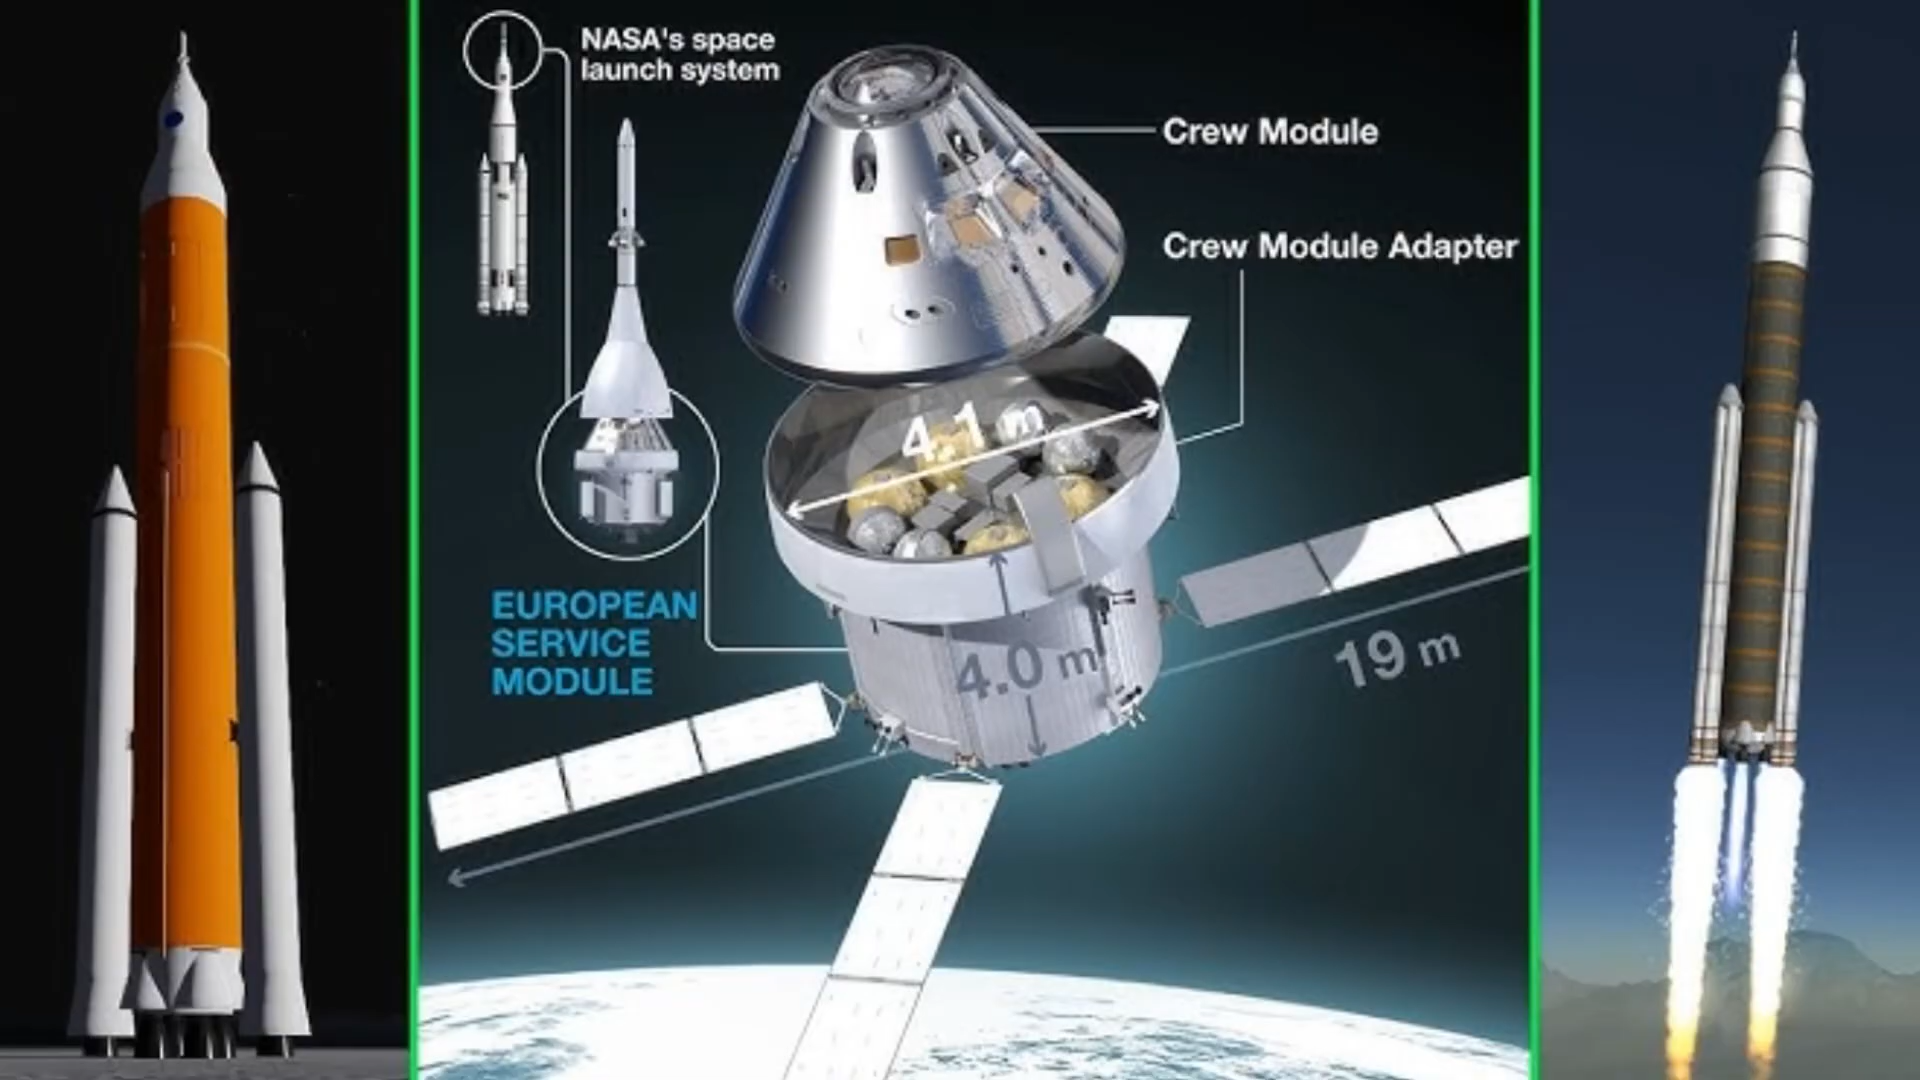 NASA's space
launch system
Crew Module
Crew Module Adapter
4.1 m
EUROPEAN
SERVICE
MODULE
4.0 m
19 m